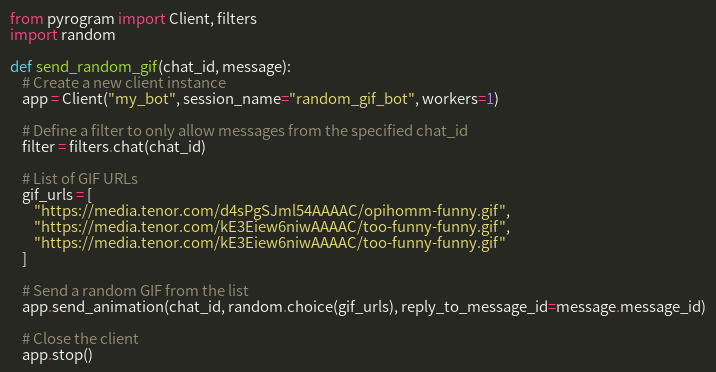 from pyrogram import Client, filters
import random
def send_random_gif(chat_id, message):
# Create a new client instance
app = Client("my_bot", session_name="random_gif_bot", workers=1)
# Define a filter to only allow messages from the specified chat_id
filter = filters.chat(chat_id)
# List of GIF URLs
gif_urls = [
"https://media.tenor.com/d4sPgSJml54AAAAC/opihomm-funny.gif",
"https://media.tenor.com/kE3Eiew6niwAAAAC/too-funny-funny.gif",
"https://media.tenor.com/kE3Eiew6niwAAAAC/too-funny-funny.gif"
]
# Send a random GIF from the list
app.send_animation(chat_id, random.choice(gif_urls), reply_to_message_id=message.message_id)
# Close the client
app.stop()